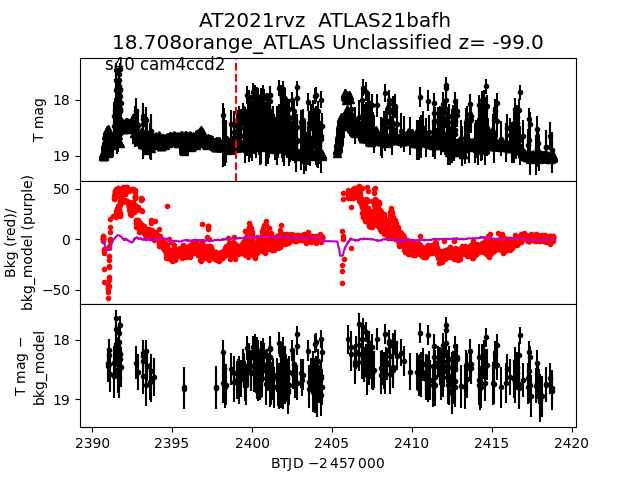 AT2021rvz  ATLAS21bafh
18.708orange_ATLAS Unclassified z= -99.0
s40 cam4ccd2
T mag
18
19
Bkg (red)/
bkg_model (purple)
50
0
−50
T mag −
bkg_model
18
19
2390 2395 2400 2405 2410 2415 2420
BTJD −2 457 000